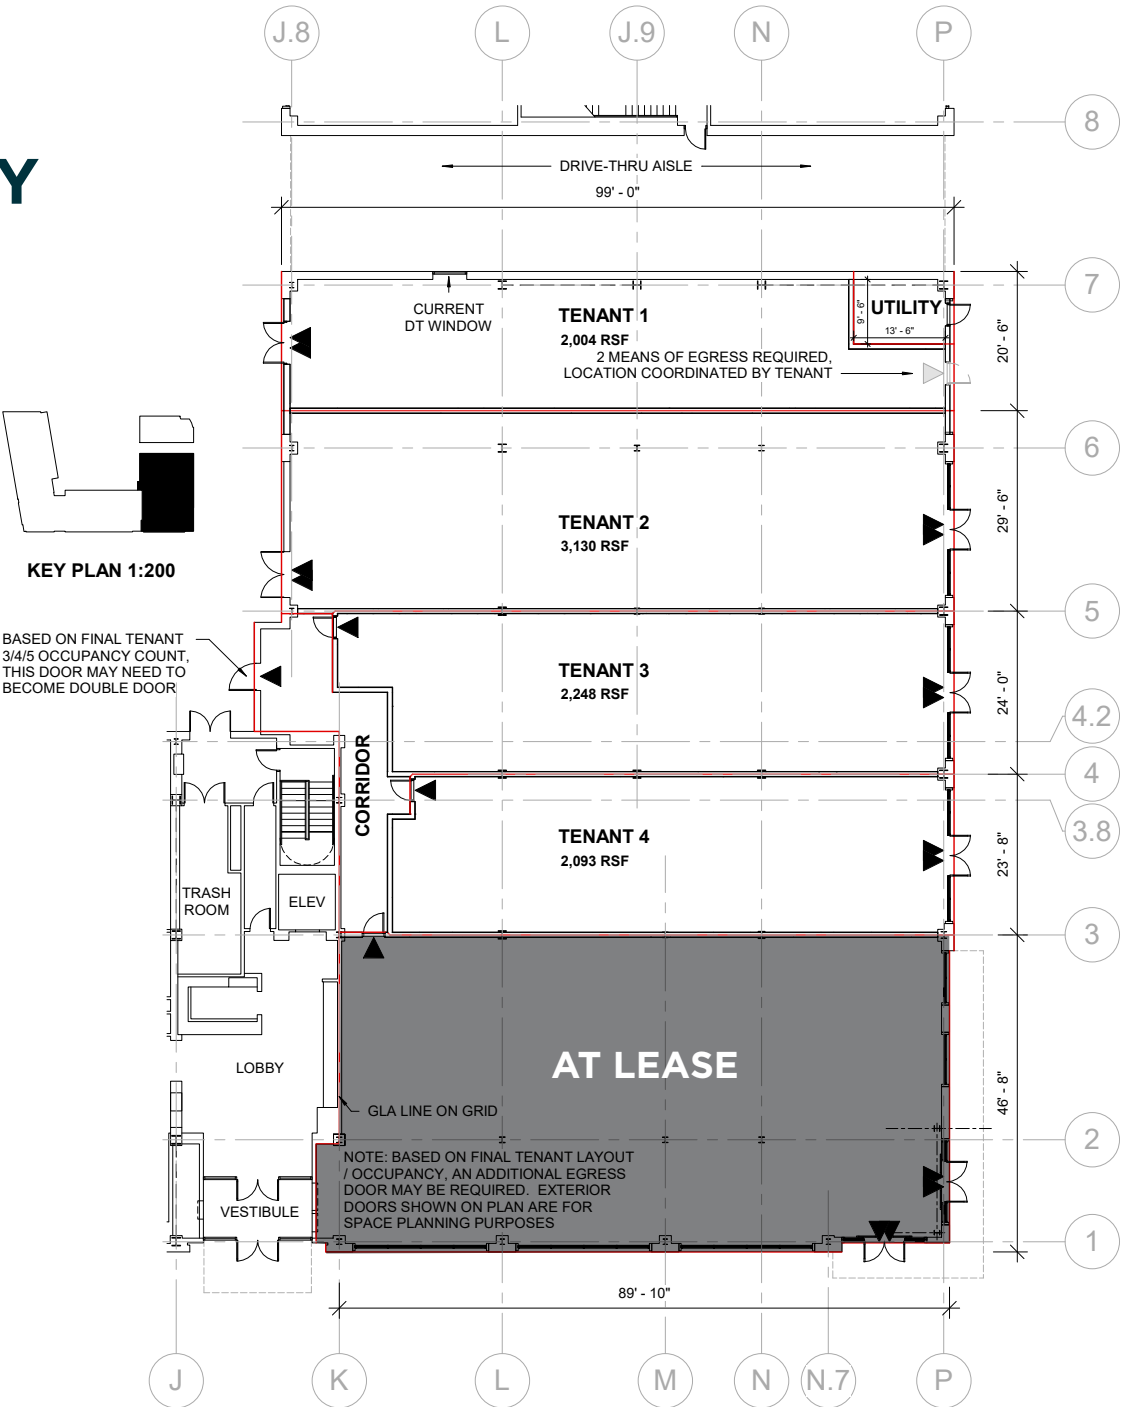 J.8
L
J.9
N
P
8
DRIVE-THRU AISLE
99' - 0"
Y
7
CURRENT
DT WINDOW
TENANT 1
2,004 RSF
UTILITY
9' - 6"
13' - 6"
20' - 6"
2 MEANS OF EGRESS REQUIRED,
LOCATION COORDINATED BY TENANT
6
TENANT 2
3,130 RSF
29' - 6"
KEY PLAN 1:200
5
BASED ON FINAL TENANT
3/4/5 OCCUPANCY COUNT,
THIS DOOR MAY NEED TO
BECOME DOUBLE DOOR
TENANT 3
2,248 RSF
24' - 0"
4.2
4
3.8
CORRIDOR
TENANT 4
2,093 RSF
23' - 8"
TRASH
ROOM
ELEV
3
LOBBY
AT LEASE
46' - 8"
GLA LINE ON GRID
2
NOTE: BASED ON FINAL TENANT LAYOUT
/ OCCUPANCY, AN ADDITIONAL EGRESS
DOOR MAY BE REQUIRED. EXTERIOR
DOORS SHOWN ON PLAN ARE FOR
SPACE PLANNING PURPOSES
VESTIBULE
1
89' - 10"
J
K
L
M
N
N.7
P